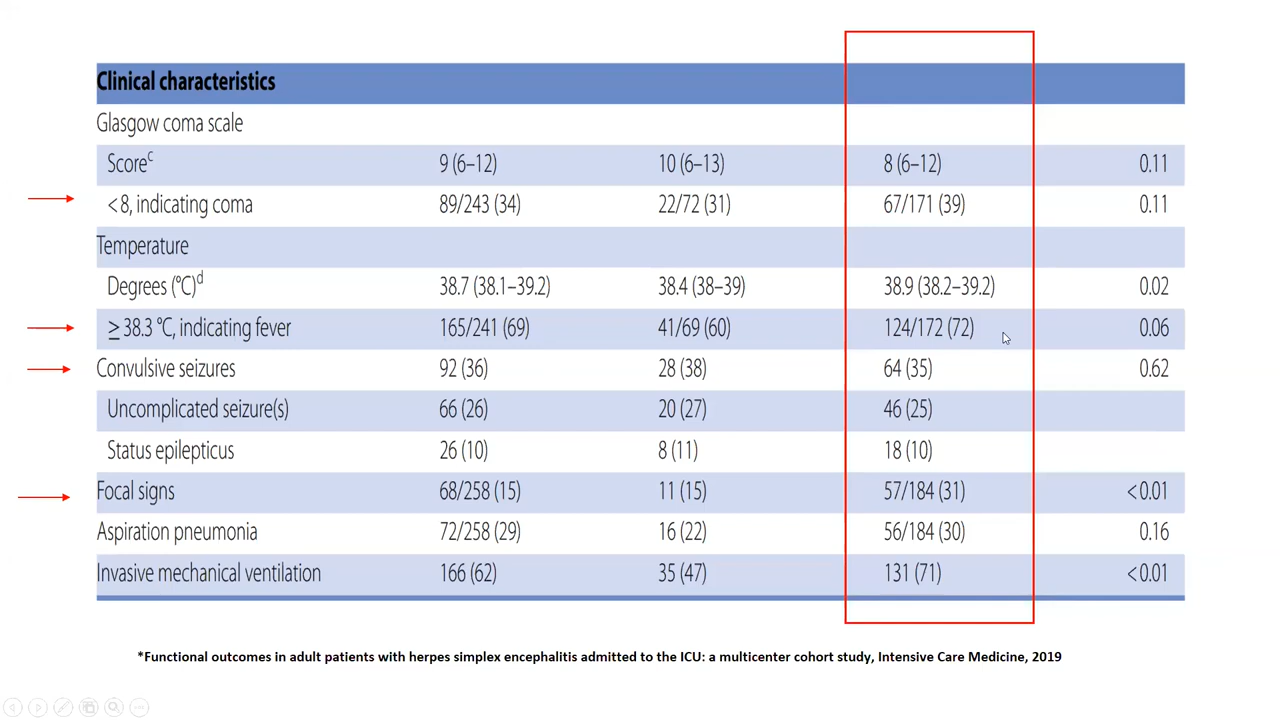 Clinical characteristics
Glasgow coma scale
Scoreᶜ 9 (6–12) 10 (6–13) 8 (6–12) 0.11
< 8, indicating coma 89/243 (34) 22/72 (31) 67/171 (39) 0.11
Temperature
Degrees (°C)ᵈ 38.7 (38.1–39.2) 38.4 (38–39) 38.9 (38.2–39.2) 0.02
≥ 38.3 °C, indicating fever 165/241 (69) 41/69 (60) 124/172 (72) 0.06
Convulsive seizures 92 (36) 28 (38) 64 (35) 0.62
Uncomplicated seizure(s) 66 (26) 20 (27) 46 (25)
Status epilepticus 26 (10) 8 (11) 18 (10)
Focal signs 68/258 (15) 11 (15) 57/184 (31) < 0.01
Aspiration pneumonia 72/258 (29) 16 (22) 56/184 (30) 0.16
Invasive mechanical ventilation 166 (62) 35 (47) 131 (71) < 0.01
*Functional outcomes in adult patients with herpes simplex encephalitis admitted to the ICU: a multicenter cohort study, Intensive Care Medicine, 2019